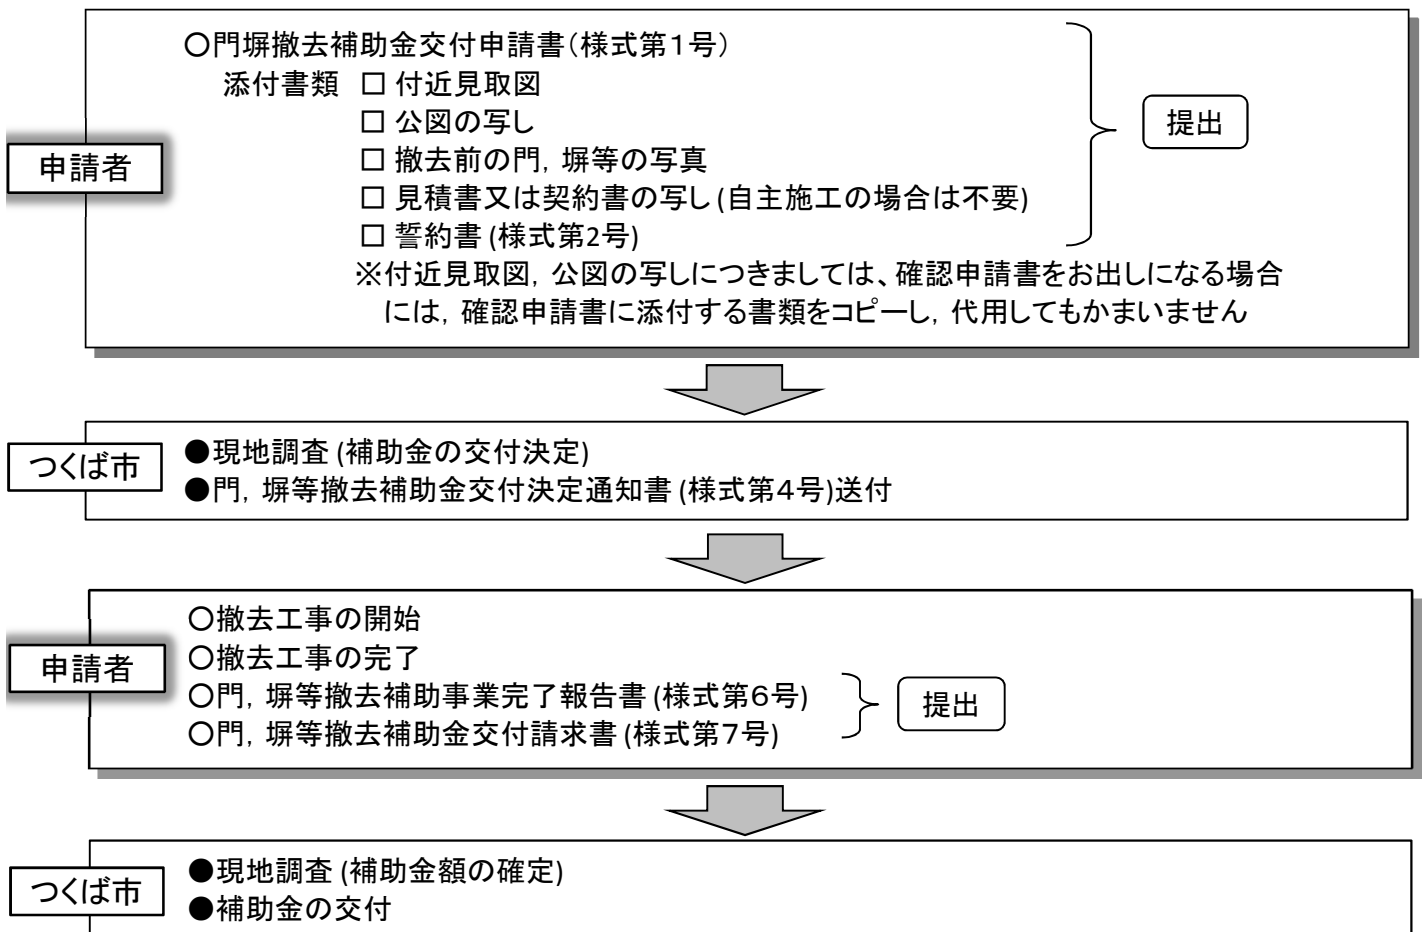 〇門塀撤去補助金交付申請書(様式第1号)
添付書類 □ 付近見取図
□ 公図の写し
□ 撤去前の門，塀等の写真
□ 見積書又は契約書の写し(自主施工の場合は不要)
□ 誓約書(様式第2号)
※付近見取図，公図の写しにつきましては、確認申請書をお出しになる場合
には，確認申請書に添付する書類をコピーし，代用してもかまいません
提出
申請者
つくば市
●現地調査(補助金の交付決定)
●門，塀等撤去補助金交付決定通知書(様式第4号)送付
申請者
〇撤去工事の開始
〇撤去工事の完了
〇門，塀等撤去補助事業完了報告書(様式第6号)
〇門，塀等撤去補助金交付請求書(様式第7号)
提出
つくば市
●現地調査(補助金額の確定)
●補助金の交付